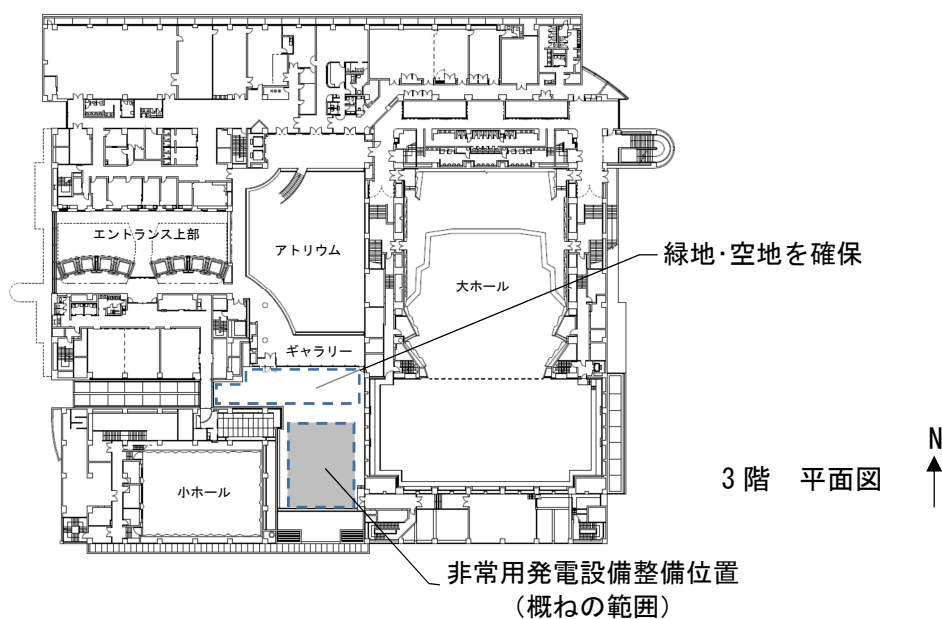 エントランス上部
アトリウム
大ホール
緑地・空地を確保
ギャラリー
小ホール
N
3階 平面図
非常用発電設備整備位置
（概ねの範囲）